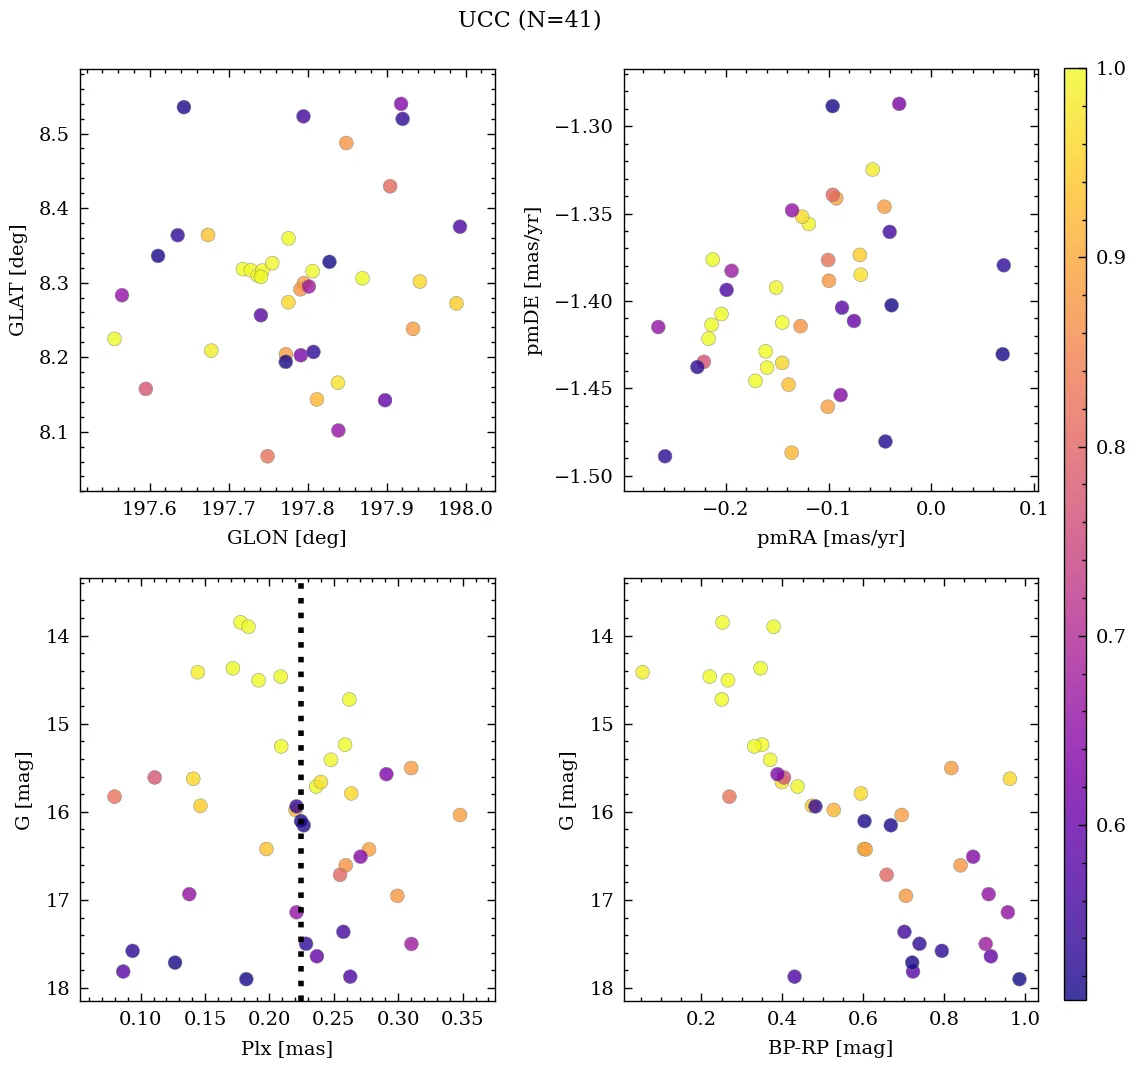 UCC (N=41)
8.5
8.4
8.3
8.2
8.1
GLAT [deg]
197.6 197.7 197.8 197.9 198.0
GLON [deg]
−1.30
−1.35
−1.40
−1.45
−1.50
pmDE [mas/yr]
−0.2 −0.1 0.0 0.1
pmRA [mas/yr]
14
15
16
17
18
G [mag]
0.10 0.15 0.20 0.25 0.30 0.35
Plx [mas]
14
15
16
17
18
G [mag]
0.2 0.4 0.6 0.8 1.0
BP-RP [mag]
1.0
0.9
0.8
0.7
0.6